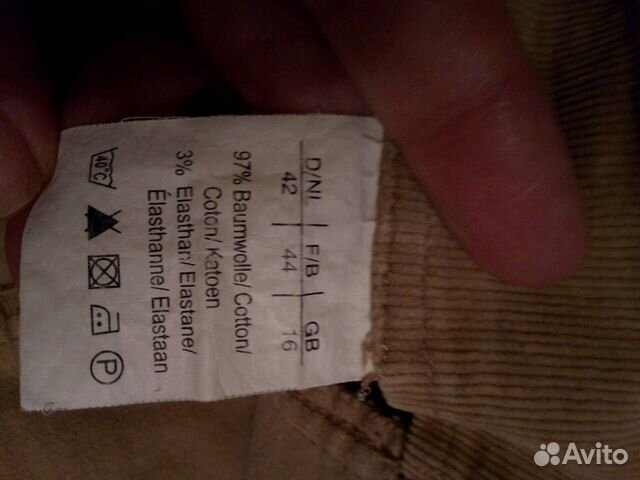 D/NL | F/B | GB
42 | 44 | 16
97% Baumwolle/ Cotton/
Coton/ Katoen
3% Elasthan/ Elastane/
Élasthanne/ Elastaan
40°C
P
Avito